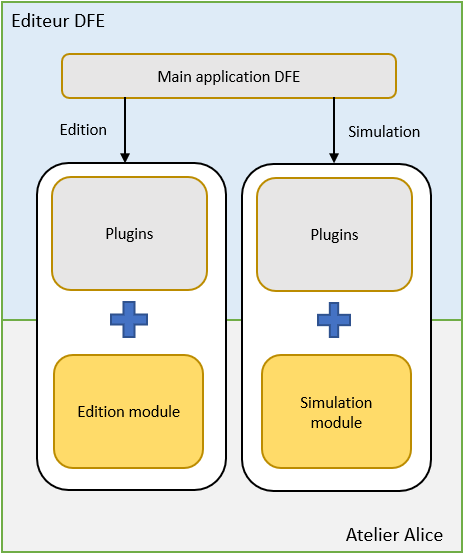 Editeur DFE
Main application DFE
Edition
Simulation
Plugins
Plugins
Edition module
Simulation
module
Atelier Alice